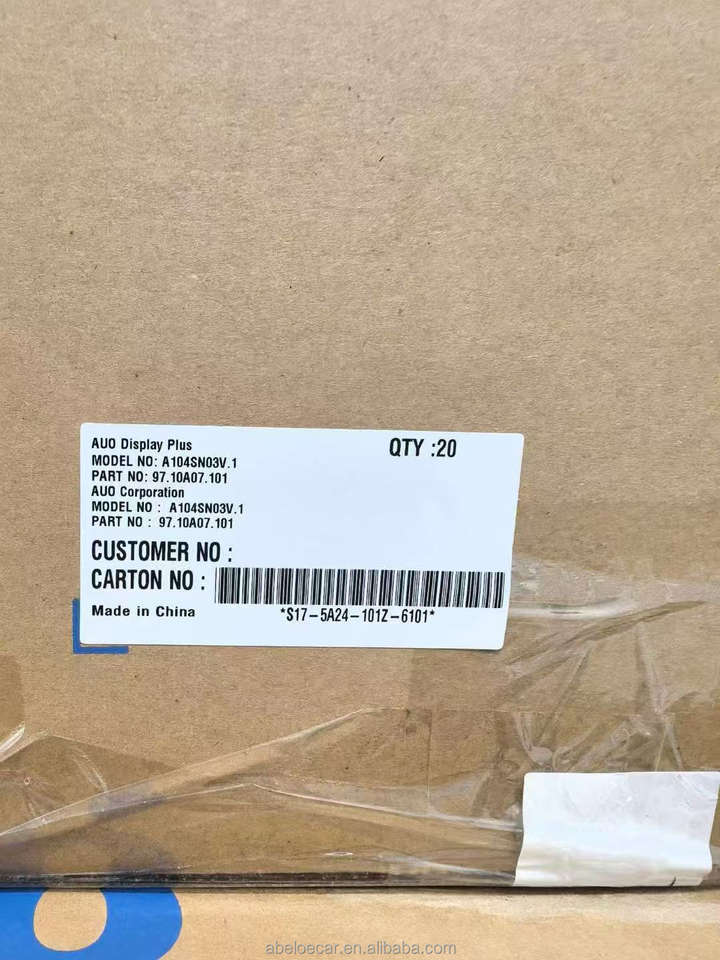 AUO Display Plus
QTY :20
MODEL NO: A104SN03V.1
PART NO: 97.10A07.101
AUO Corporation
MODEL NO : A104SN03V.1
PART NO : 97.10A07.101
CUSTOMER NO :
CARTON NO :
Made in China
*S17-5A24-101Z-6101*
abeloecar.en.alibaba.com